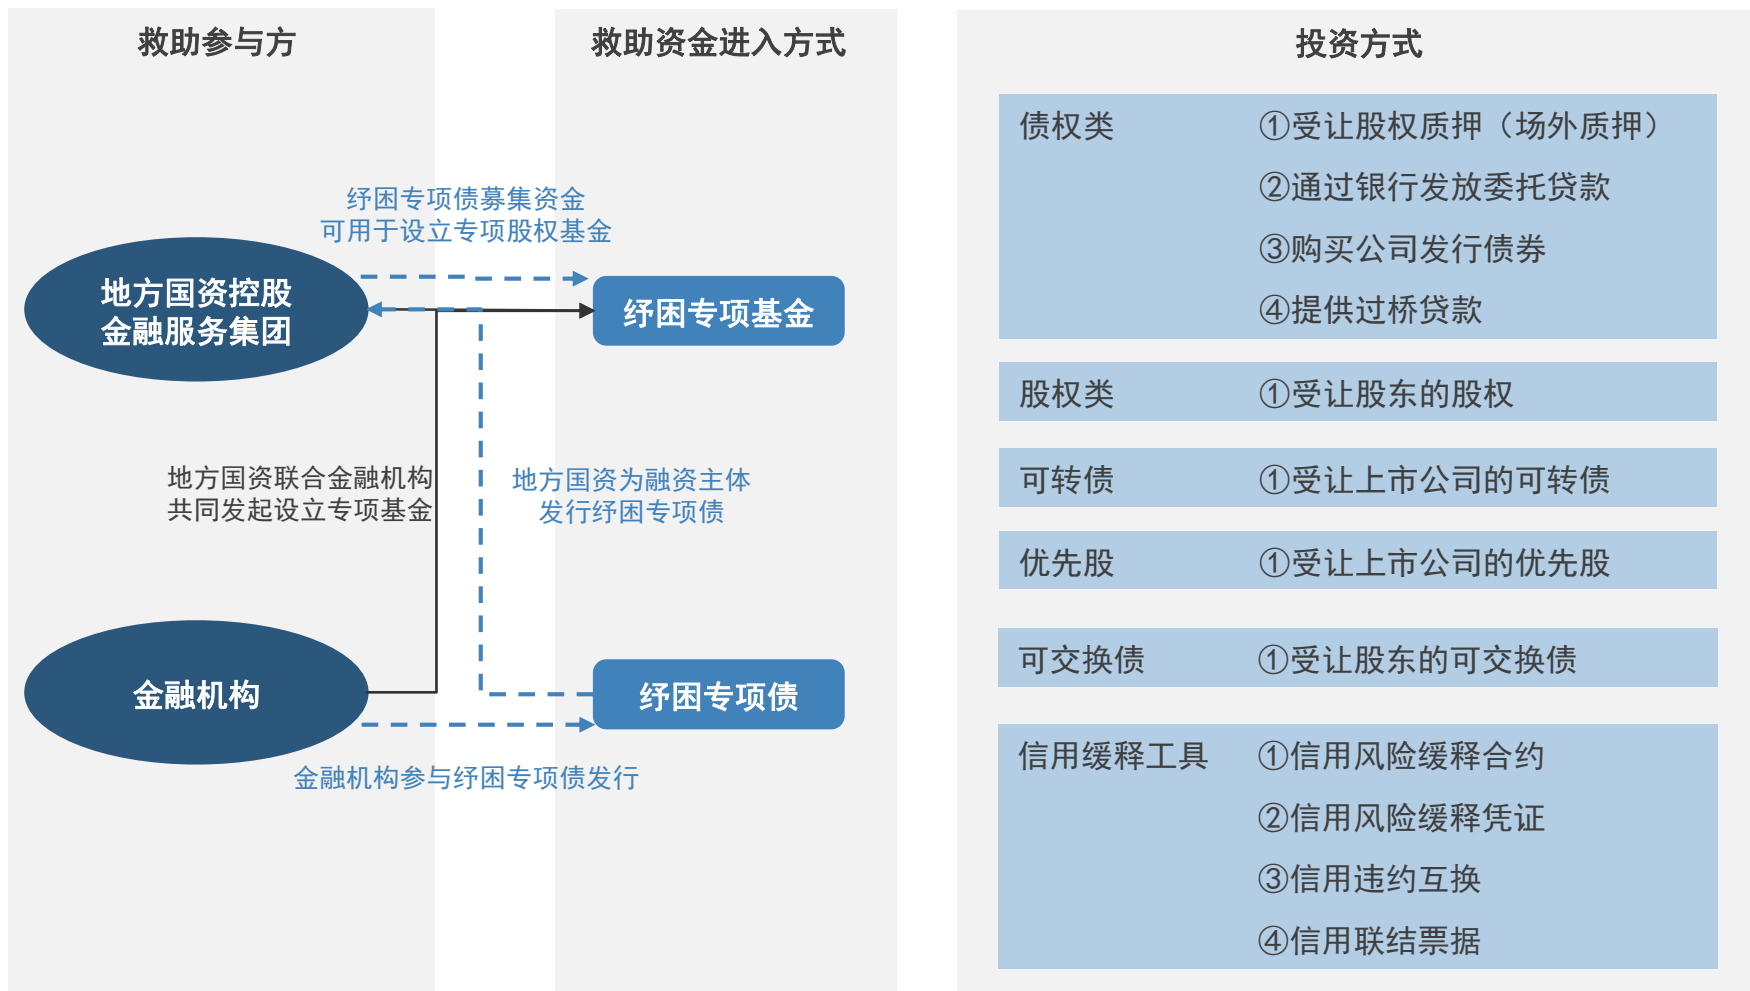 救助参与方
救助资金进入方式
投资方式
纾困专项债募集资金
可用于设立专项股权基金
地方国资控股
金融服务集团
纾困专项基金
地方国资联合金融机构
共同发起设立专项基金
地方国资为融资主体
发行纾困专项债
金融机构
纾困专项债
金融机构参与纾困专项债发行
债权类 ①受让股权质押（场外质押）
②通过银行发放委托贷款
③购买公司发行债券
④提供过桥贷款
股权类 ①受让股东的股权
可转债 ①受让上市公司的可转债
优先股 ①受让上市公司的优先股
可交换债 ①受让股东的可交换债
信用缓释工具 ①信用风险缓释合约
②信用风险缓释凭证
③信用违约互换
④信用联结票据